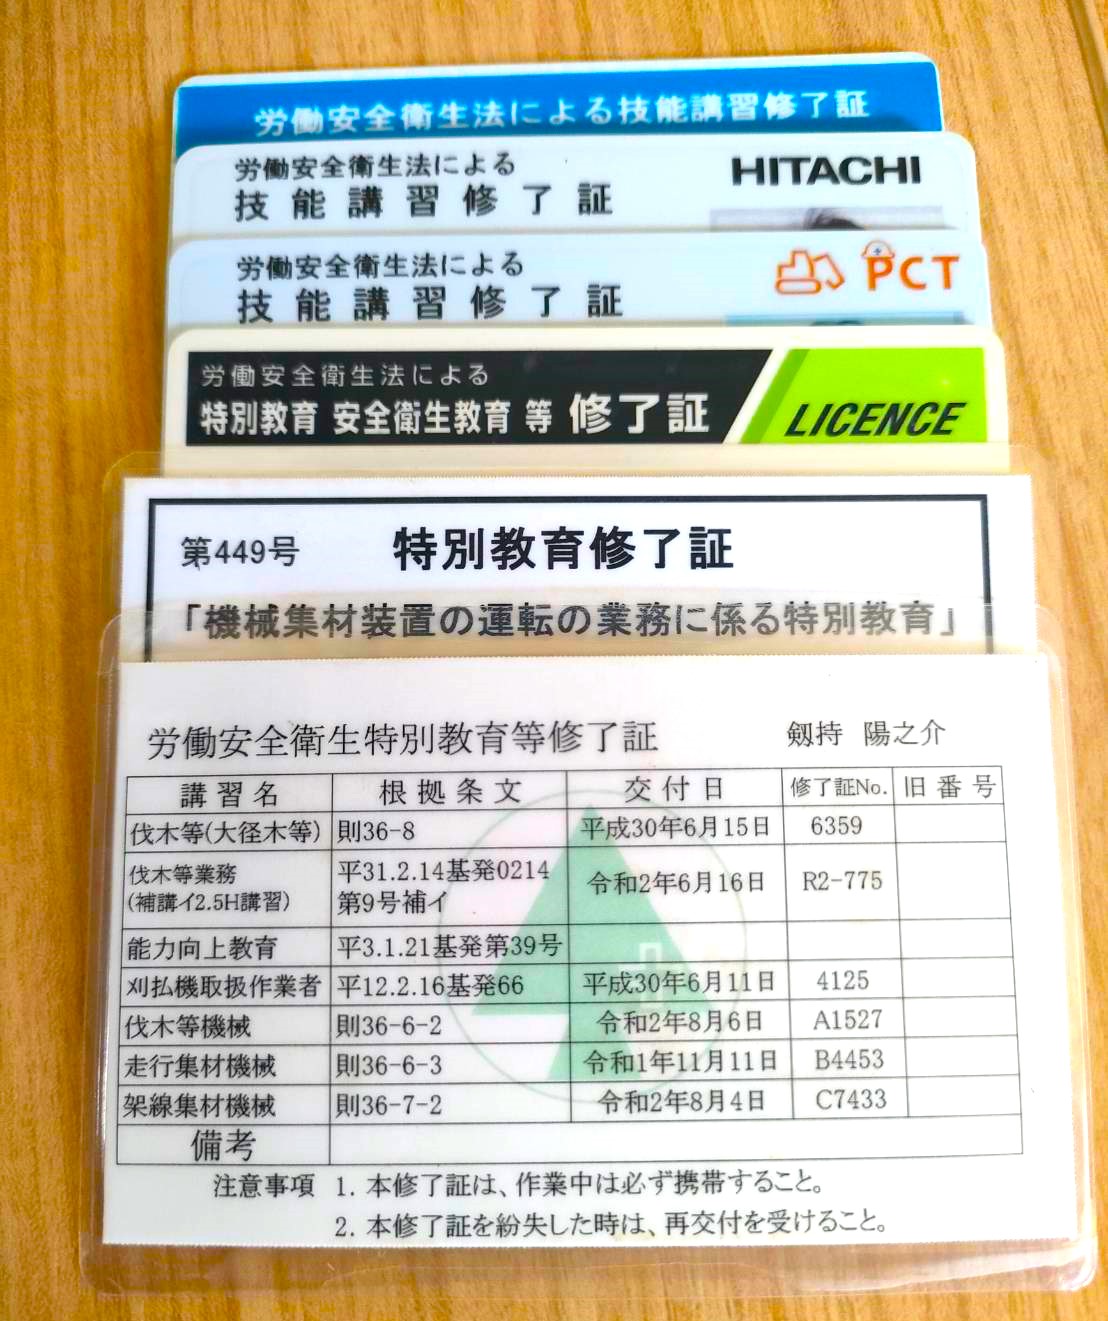 労働安全衛生法による技能講習修了証
労働安全衛生法による
技能講習修了証
HITACHI
労働安全衛生法による
技能講習修了証
PCT
労働安全衛生法による
特別教育 安全衛生教育 等 修了証
LICENCE
第449号 特別教育修了証
「機械集材装置の運転の業務に係る特別教育」
労働安全衛生特別教育等修了証 剱持 陽之介
講習名 根拠条文 交付日 修了証No. 旧番号
伐木等(大径木等) 則36-8 平成30年6月15日 6359
伐木等業務
(補講イ2.5H講習)
平31.2.14基発0214
第9号補イ
令和2年6月16日 R2-775
能力向上教育 平3.1.21基発第39号
刈払機取扱作業者 平12.2.16基発66 平成30年6月11日 4125
伐木等機械 則36-6-2 令和2年8月6日 A1527
走行集材機械 則36-6-3 令和1年11月11日 B4453
架線集材機械 則36-7-2 令和2年8月4日 C7433
備考
注意事項 1. 本修了証は、作業中は必ず携帯すること。
2. 本修了証を紛失した時は、再交付を受けること。